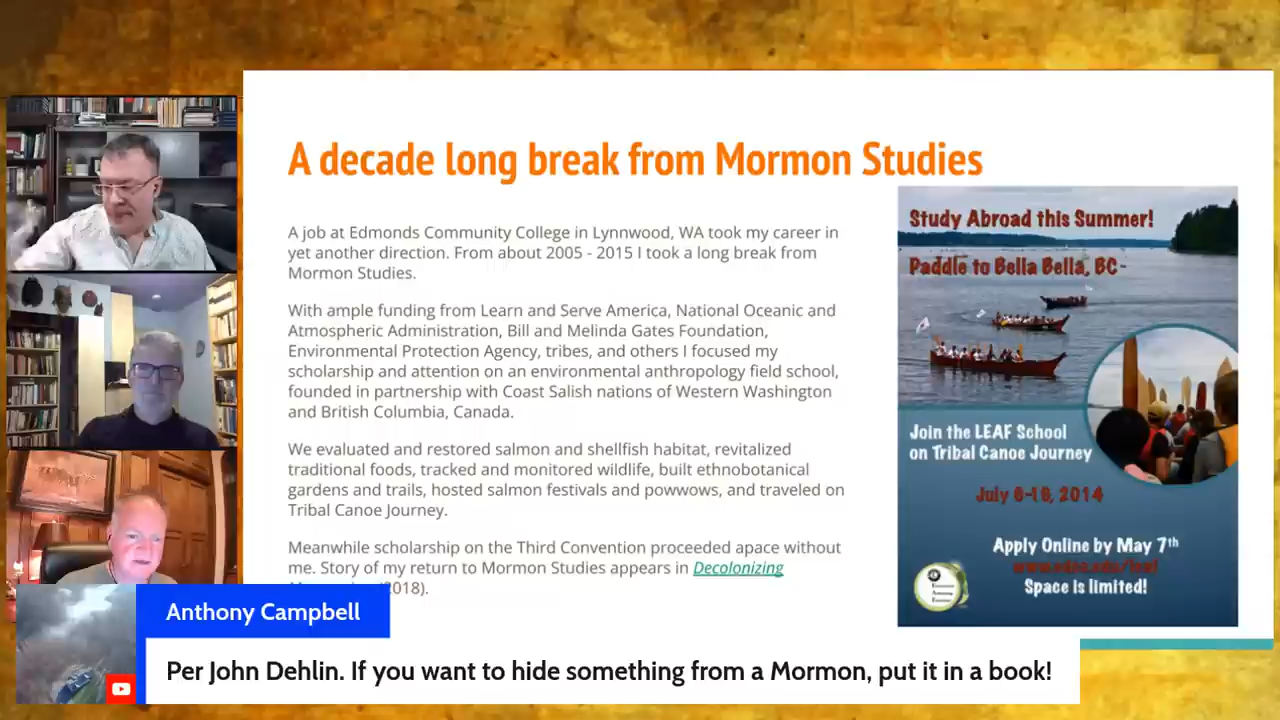 A decade long break from Mormon Studies
A job at Edmonds Community College in Lynnwood, WA took my career in
yet another direction. From about 2005 - 2015 I took a long break from
Mormon Studies.
With ample funding from Learn and Serve America, National Oceanic and
Atmospheric Administration, Bill and Melinda Gates Foundation,
Environmental Protection Agency, tribes, and others I focused my
scholarship and attention on an environmental anthropology field school,
founded in partnership with Coast Salish nations of Western Washington
and British Columbia, Canada.
We evaluated and restored salmon and shellfish habitat, revitalized
traditional foods, tracked and monitored wildlife, built ethnobotanical
gardens and trails, hosted salmon festivals and powwows, and traveled on
Tribal Canoe Journey.
Meanwhile scholarship on the Third Convention proceeded apace without
me. Story of my return to Mormon Studies appears in Decolonizing
018).
Study Abroad this Summer!
Paddle to Bella Bella, BC
Join the LEAF School
on Tribal Canoe Journey
July 6-18, 2014
Apply Online by May 7th
Space is limited!
Anthony Campbell
Per John Dehlin. If you want to hide something from a Mormon, put it in a book!